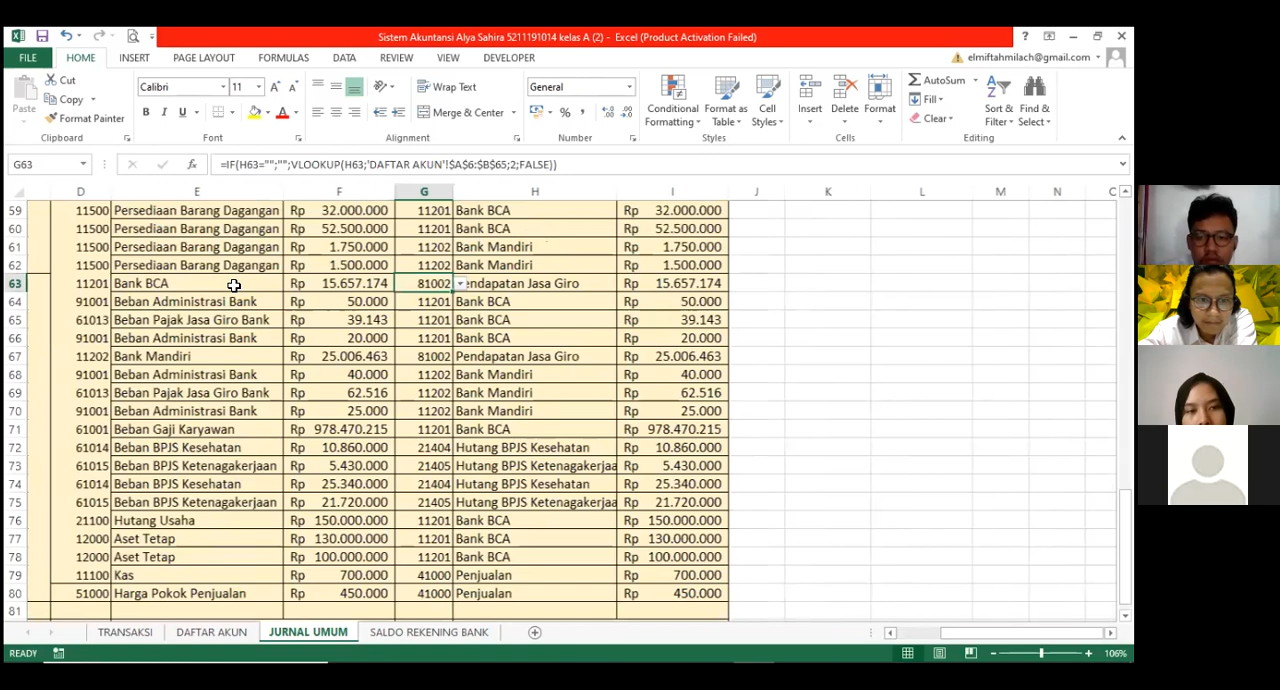 Sistem Akuntansi Alya Sahira 5211191014 kelas A (2) - Excel (Product Activation Failed)
FILE HOME INSERT PAGE LAYOUT FORMULAS DATA REVIEW VIEW DEVELOPER elmiftahmilach@gmail.com
Cut Calibri 11 Wrap Text General AutoSum
Copy Merge & Center Fill
Paste Format Painter Conditional Formatting Format as Table Cell Styles Insert Delete Format Clear Sort & Filter Find & Select
Clipboard Font Alignment Number Styles Cells Editing
G63 fx =IF(H63="";"";VLOOKUP(H63;'DAFTAR AKUN'!$A$6:$B$65;2;FALSE))
D E F G H I J K L M N C
59 11500 Persediaan Barang Dagangan Rp 32.000.000 11201 Bank BCA Rp 32.000.000
60 11500 Persediaan Barang Dagangan Rp 52.500.000 11201 Bank BCA Rp 52.500.000
61 11500 Persediaan Barang Dagangan Rp 1.750.000 11202 Bank Mandiri Rp 1.750.000
62 11500 Persediaan Barang Dagangan Rp 1.500.000 11202 Bank Mandiri Rp 1.500.000
63 11201 Bank BCA Rp 15.657.174 81002 endapatan Jasa Giro Rp 15.657.174
64 91001 Beban Administrasi Bank Rp 50.000 11201 Bank BCA Rp 50.000
65 61013 Beban Pajak Jasa Giro Bank Rp 39.143 11201 Bank BCA Rp 39.143
66 91001 Beban Administrasi Bank Rp 20.000 11201 Bank BCA Rp 20.000
67 11202 Bank Mandiri Rp 25.006.463 81002 Pendapatan Jasa Giro Rp 25.006.463
68 91001 Beban Administrasi Bank Rp 40.000 11202 Bank Mandiri Rp 40.000
69 61013 Beban Pajak Jasa Giro Bank Rp 62.516 11202 Bank Mandiri Rp 62.516
70 91001 Beban Administrasi Bank Rp 25.000 11202 Bank Mandiri Rp 25.000
71 61001 Beban Gaji Karyawan Rp 978.470.215 11201 Bank BCA Rp 978.470.215
72 61014 Beban BPJS Kesehatan Rp 10.860.000 21404 Hutang BPJS Kesehatan Rp 10.860.000
73 61015 Beban BPJS Ketenagakerjaan Rp 5.430.000 21405 Hutang BPJS Ketenagakerjaa Rp 5.430.000
74 61014 Beban BPJS Kesehatan Rp 25.340.000 21404 Hutang BPJS Kesehatan Rp 25.340.000
75 61015 Beban BPJS Ketenagakerjaan Rp 21.720.000 21405 Hutang BPJS Ketenagakerjaa Rp 21.720.000
76 21100 Hutang Usaha Rp 150.000.000 11201 Bank BCA Rp 150.000.000
77 12000 Aset Tetap Rp 130.000.000 11201 Bank BCA Rp 130.000.000
78 12000 Aset Tetap Rp 100.000.000 11201 Bank BCA Rp 100.000.000
79 11100 Kas Rp 700.000 41000 Penjualan Rp 700.000
80 51000 Harga Pokok Penjualan Rp 450.000 41000 Penjualan Rp 450.000
81
TRANSAKSI DAFTAR AKUN JURNAL UMUM SALDO REKENING BANK
READY 106%